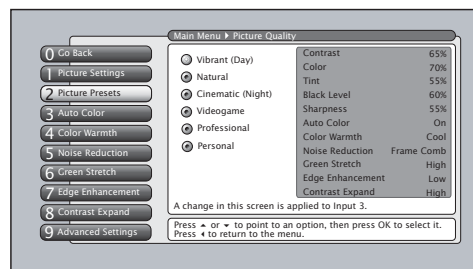 Main Menu ▶ Picture Quality
0 Go Back
1 Picture Settings
2 Picture Presets
3 Auto Color
4 Color Warmth
5 Noise Reduction
6 Green Stretch
7 Edge Enhancement
8 Contrast Expand
9 Advanced Settings
Vibrant (Day)
Natural
Cinematic (Night)
Videogame
Professional
Personal
Contrast 65%
Color 70%
Tint 55%
Black Level 60%
Sharpness 55%
Auto Color On
Color Warmth Cool
Noise Reduction Frame Comb
Green Stretch High
Edge Enhancement Low
Contrast Expand High
A change in this screen is applied to Input 3.
Press ▲ or ▼ to point to an option, then press OK to select it.
Press ◀ to return to the menu.